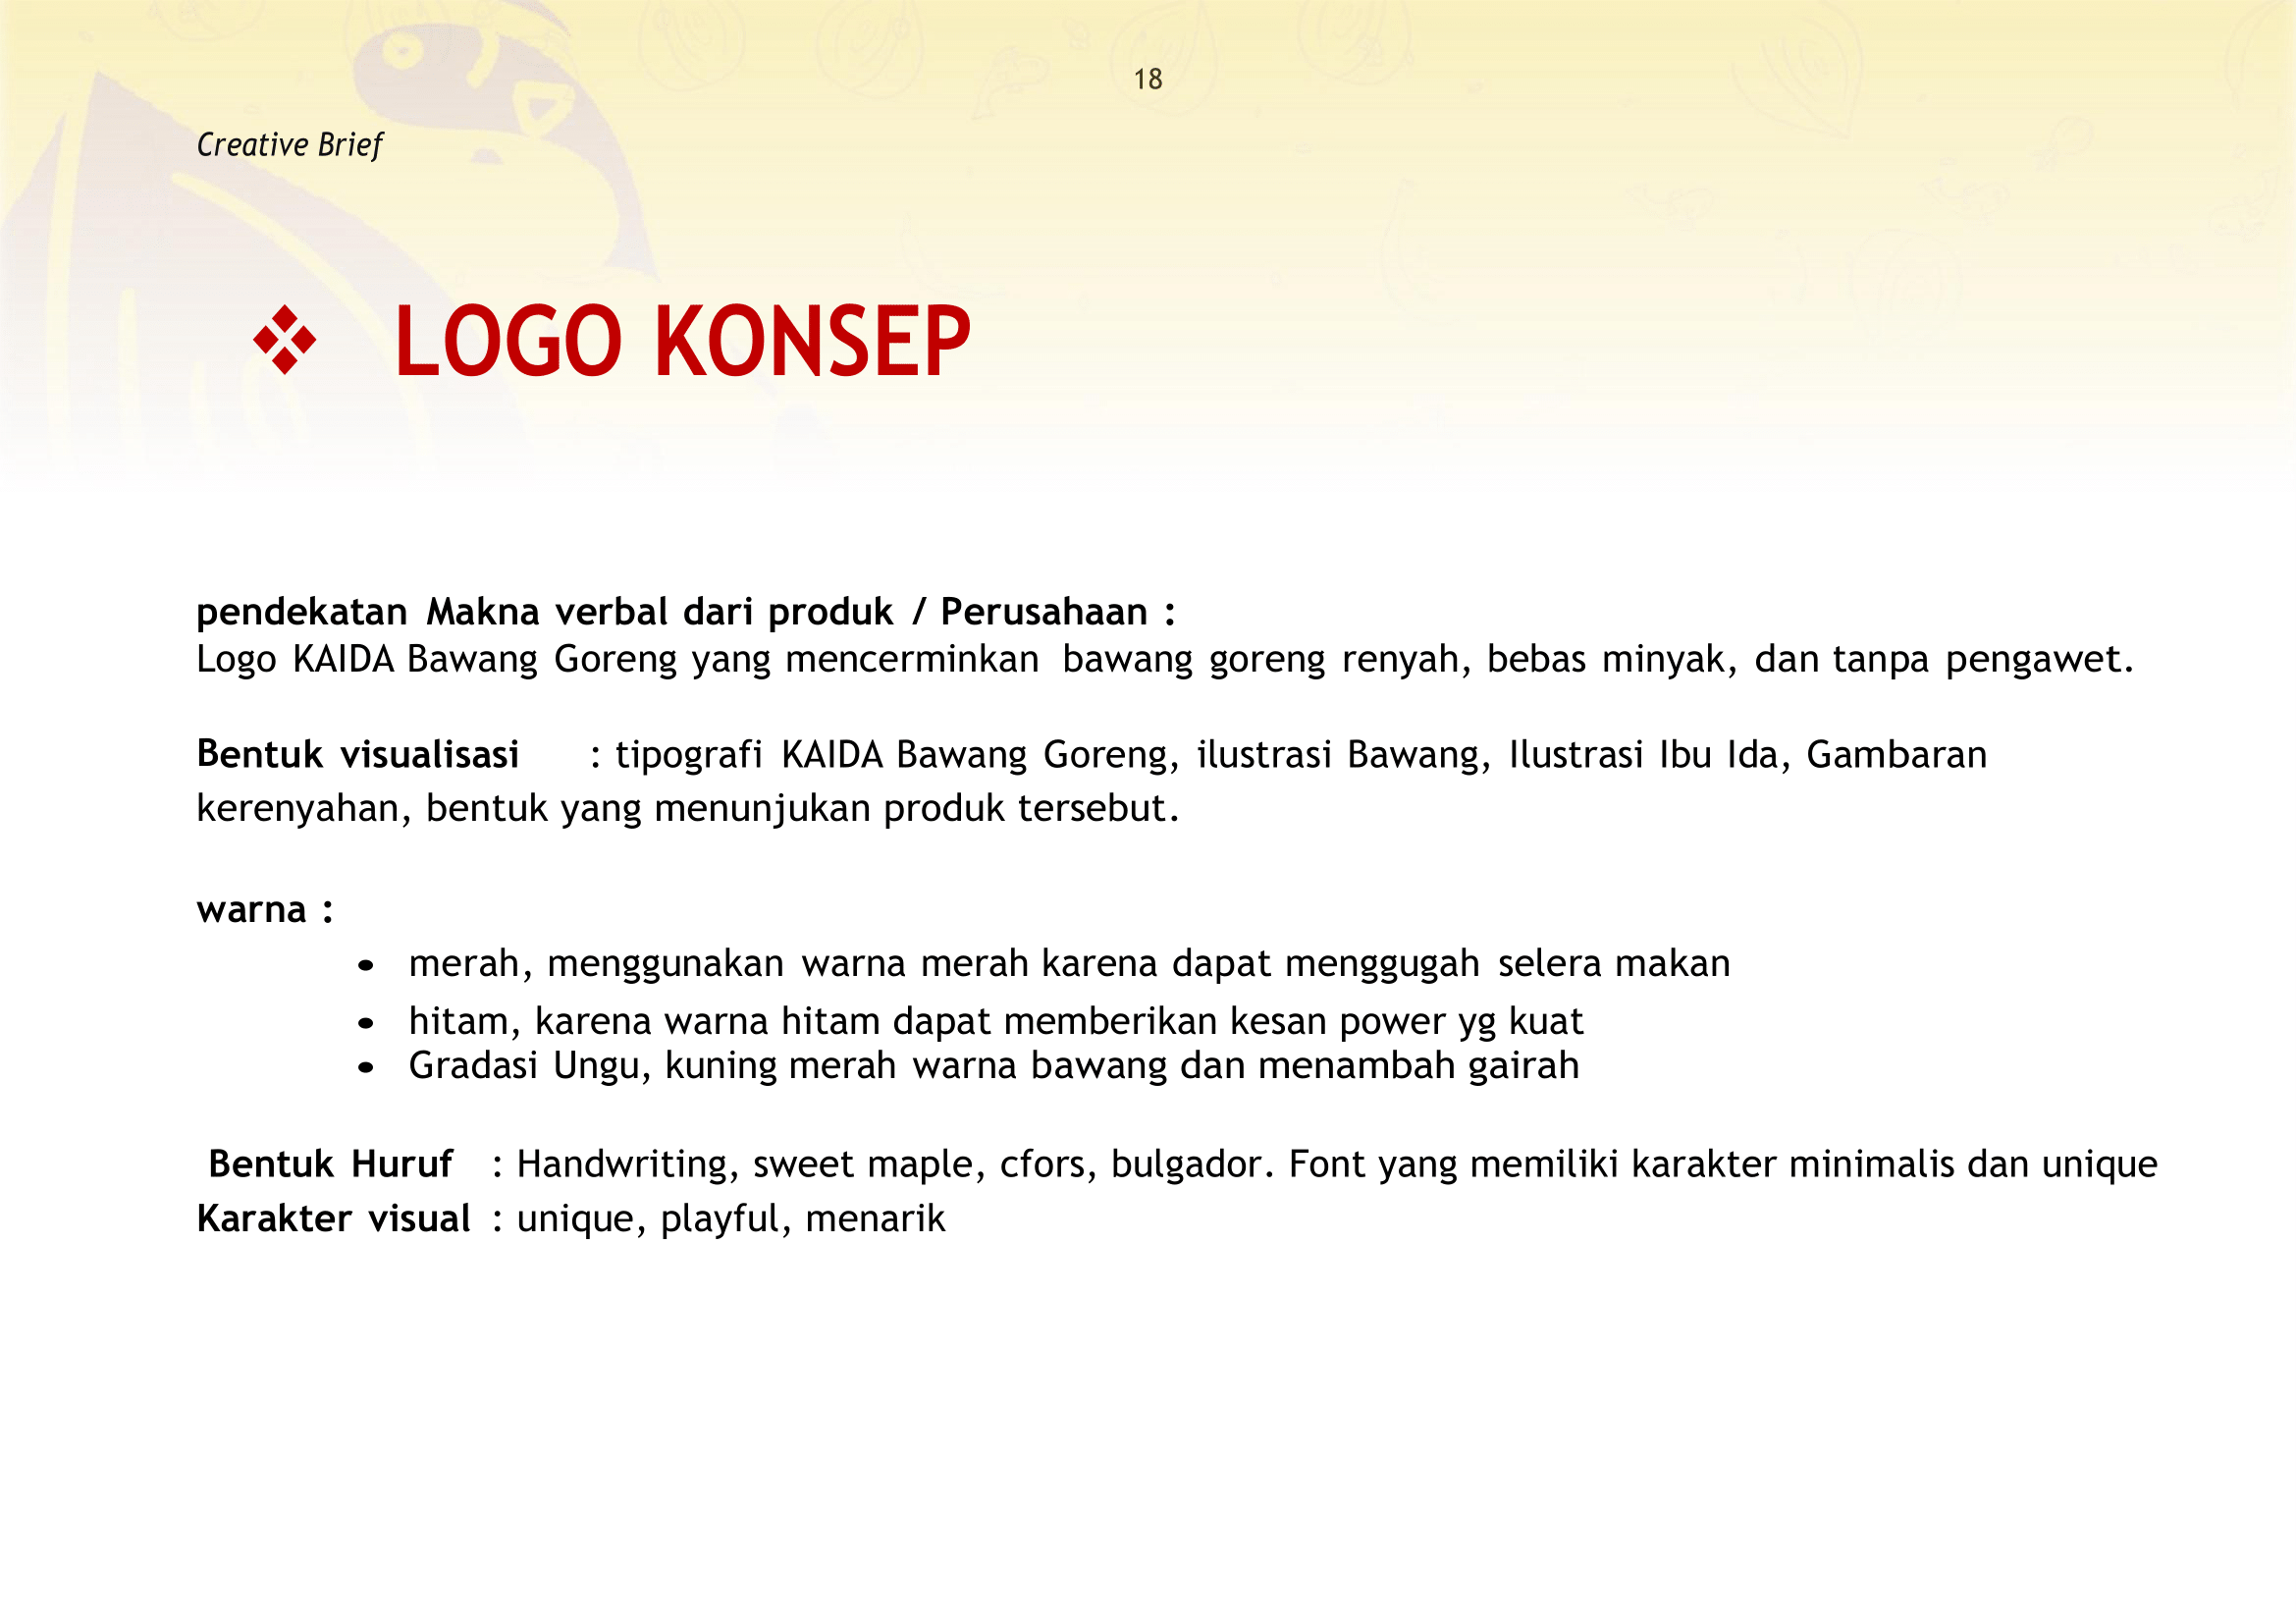 18
Creative Brief
❖ LOGO KONSEP
pendekatan Makna verbal dari produk / Perusahaan :
Logo KAIDA Bawang Goreng yang mencerminkan bawang goreng renyah, bebas minyak, dan tanpa pengawet.
Bentuk visualisasi : tipografi KAIDA Bawang Goreng, ilustrasi Bawang, Ilustrasi Ibu Ida, Gambaran
kerenyahan, bentuk yang menunjukan produk tersebut.
warna :
• merah, menggunakan warna merah karena dapat menggugah selera makan
• hitam, karena warna hitam dapat memberikan kesan power yg kuat
• Gradasi Ungu, kuning merah warna bawang dan menambah gairah
Bentuk Huruf : Handwriting, sweet maple, cfors, bulgador. Font yang memiliki karakter minimalis dan unique
Karakter visual : unique, playful, menarik